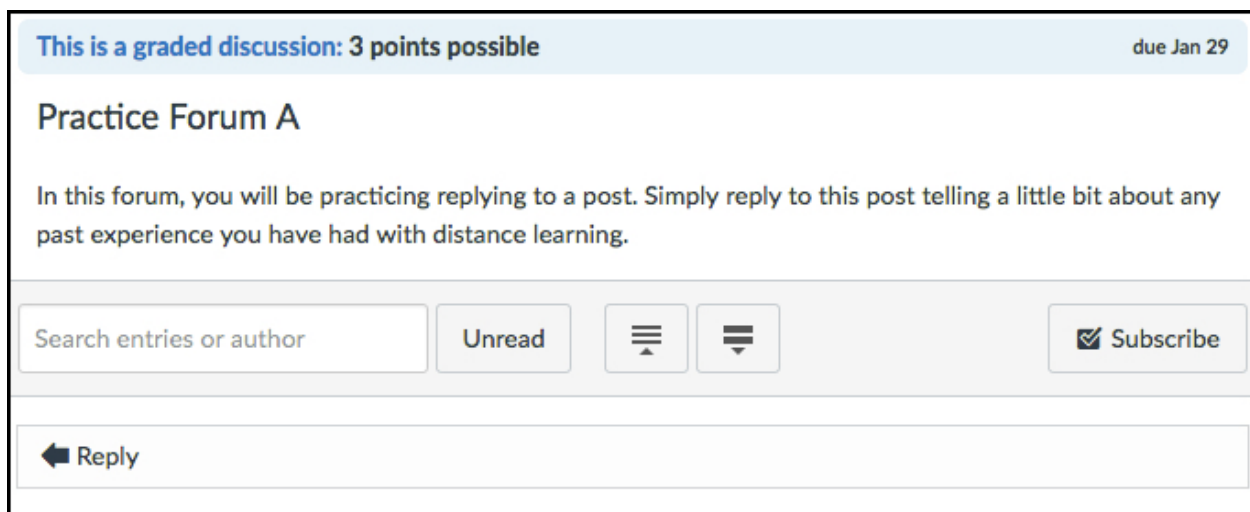 This is a graded discussion: 3 points possible due Jan 29
Practice Forum A
In this forum, you will be practicing replying to a post. Simply reply to this post telling a little bit about any
past experience you have had with distance learning.
Search entries or author Unread Subscribe
Reply